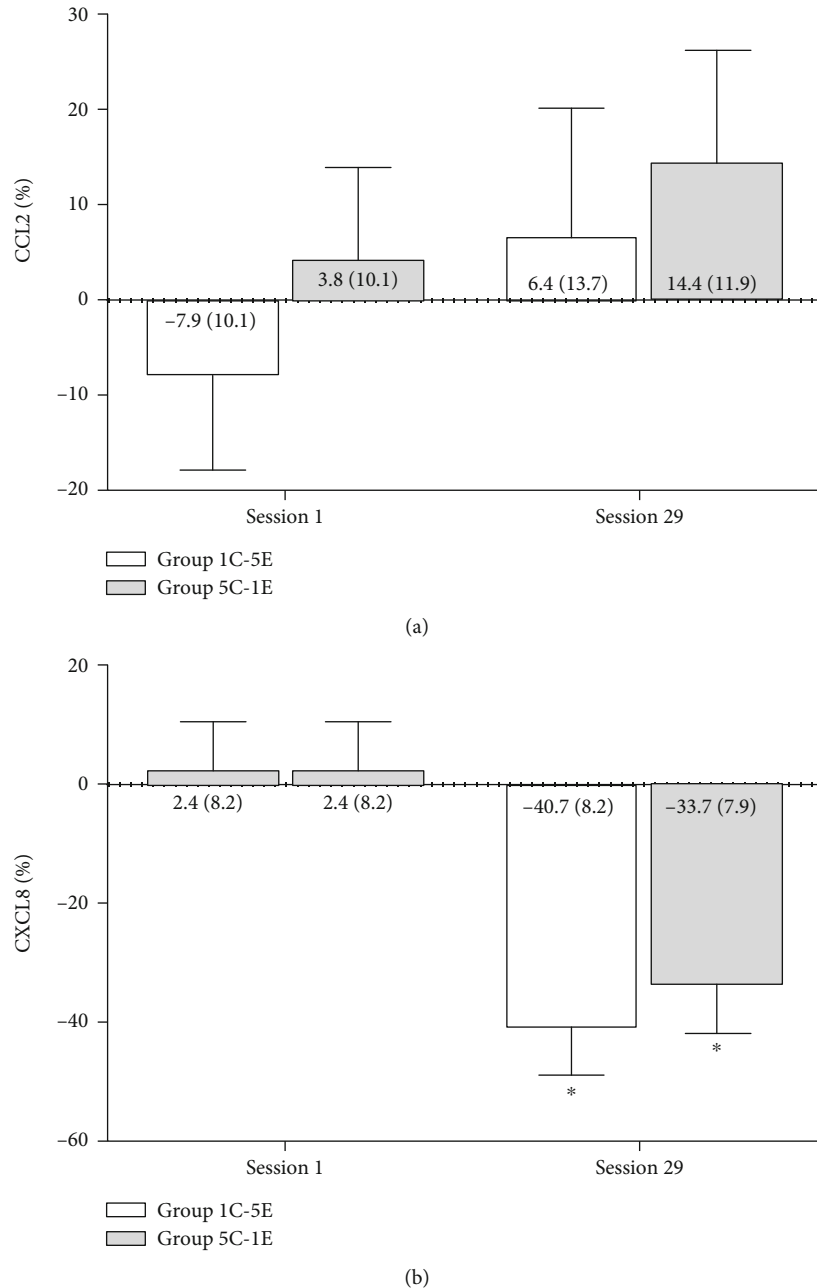 30
20
10
0
−10
−20
CCL2 (%)
−7.9 (10.1)
3.8 (10.1)
6.4 (13.7)
14.4 (11.9)
Session 1
Session 29
Group 1C-5E
Group 5C-1E
(a)
20
0
−20
−40
−60
CXCL8 (%)
2.4 (8.2)
2.4 (8.2)
−40.7 (8.2)
−33.7 (7.9)
*
*
Session 1
Session 29
Group 1C-5E
Group 5C-1E
(b)